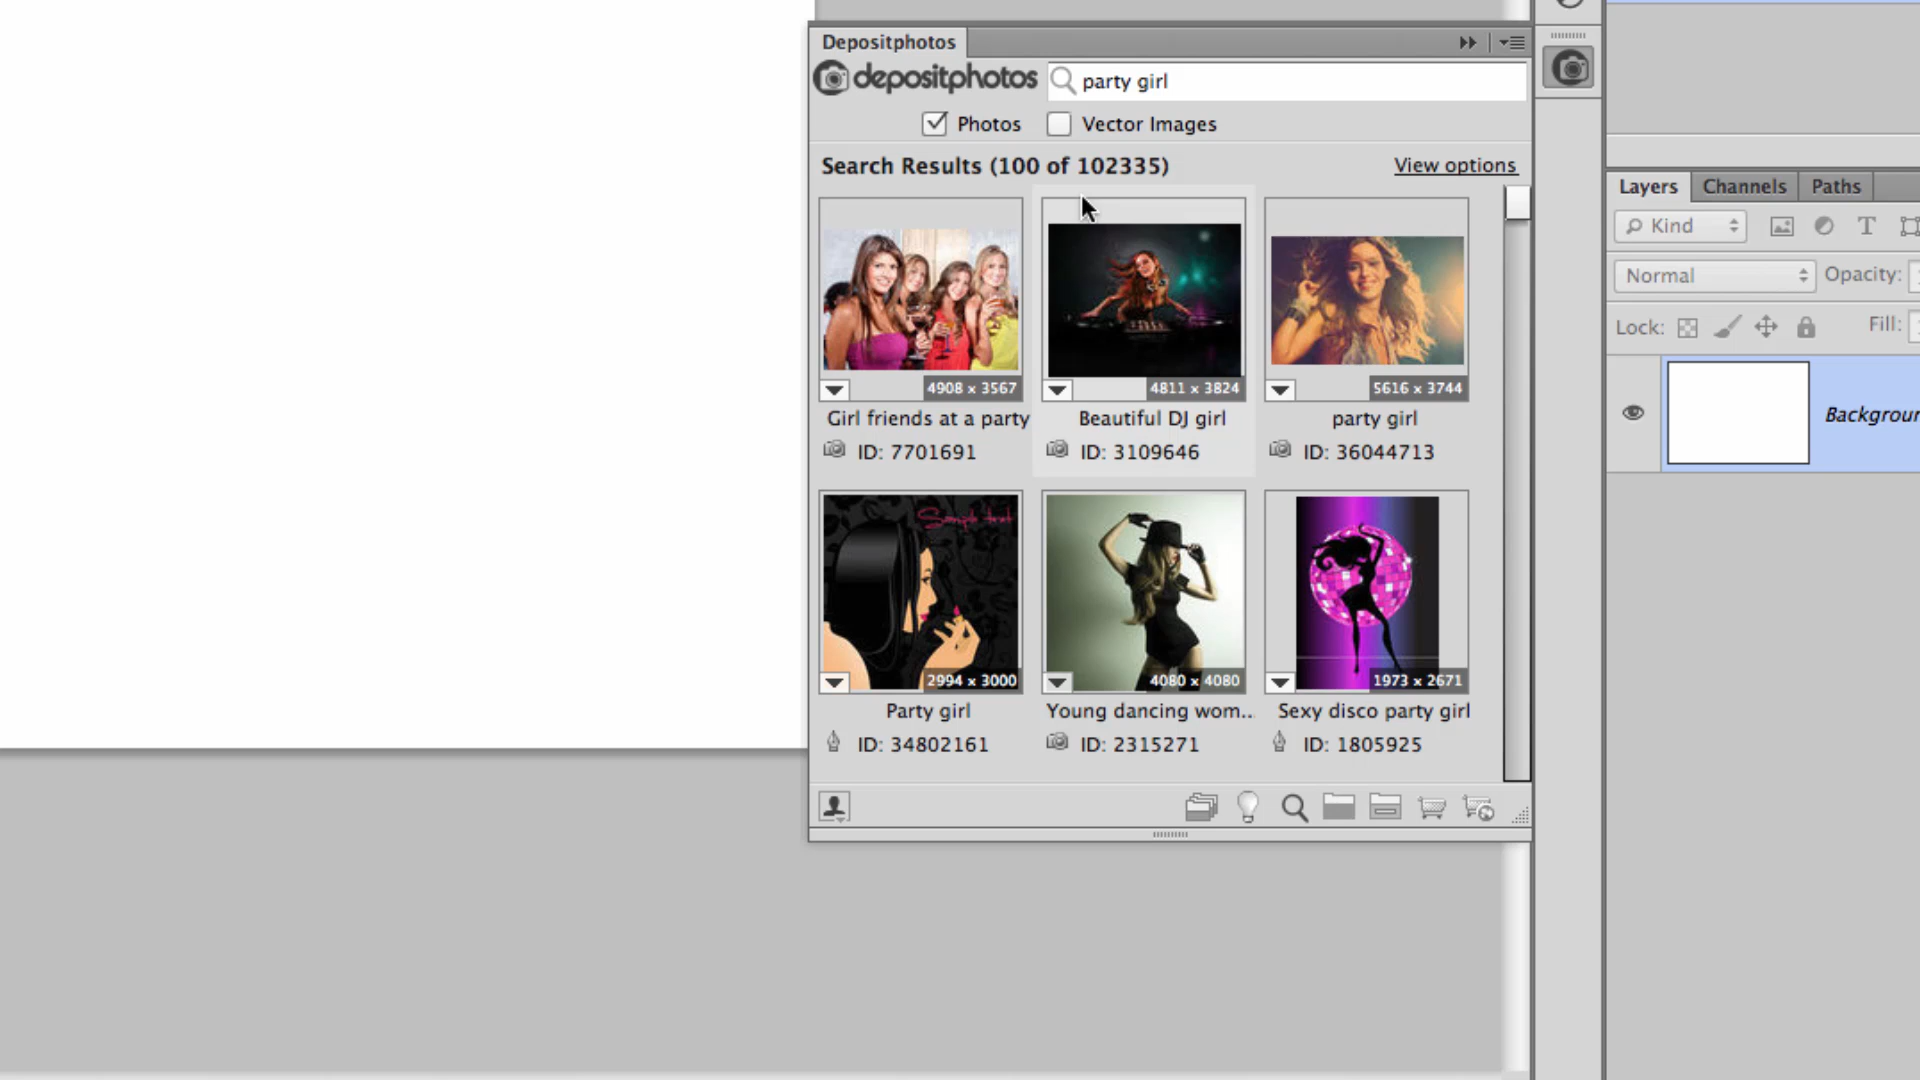 Depositphotos
depositphotos
party girl
Photos
Vector Images
Search Results (100 of 102335)
View options
4908 x 3567
4811 x 3824
5616 x 3744
Girl friends at a party
Beautiful DJ girl
party girl
ID: 7701691
ID: 3109646
ID: 36044713
Sample text
2994 x 3000
4080 x 4080
1973 x 2671
Party girl
Young dancing wom...
Sexy disco party girl
ID: 34802161
ID: 2315271
ID: 1805925
Layers
Channels
Paths
Kind
T
Normal
Opacity:
Lock:
Fill:
Backgroun